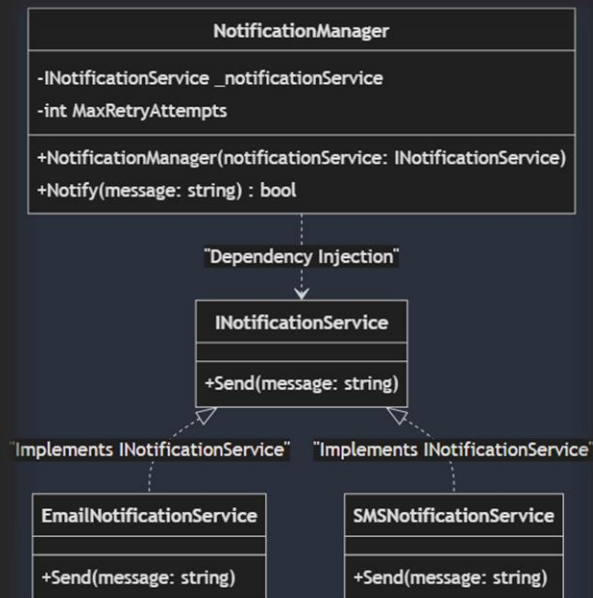 NotificationManager
-INotificationService _notificationService
-int MaxRetryAttempts
+NotificationManager(notificationService: INotificationService)
+Notify(message: string) : bool
"Dependency Injection"
INotificationService
+Send(message: string)
"Implements INotificationService"
"Implements INotificationService"
EmailNotificationService
+Send(message: string)
SMSNotificationService
+Send(message: string)